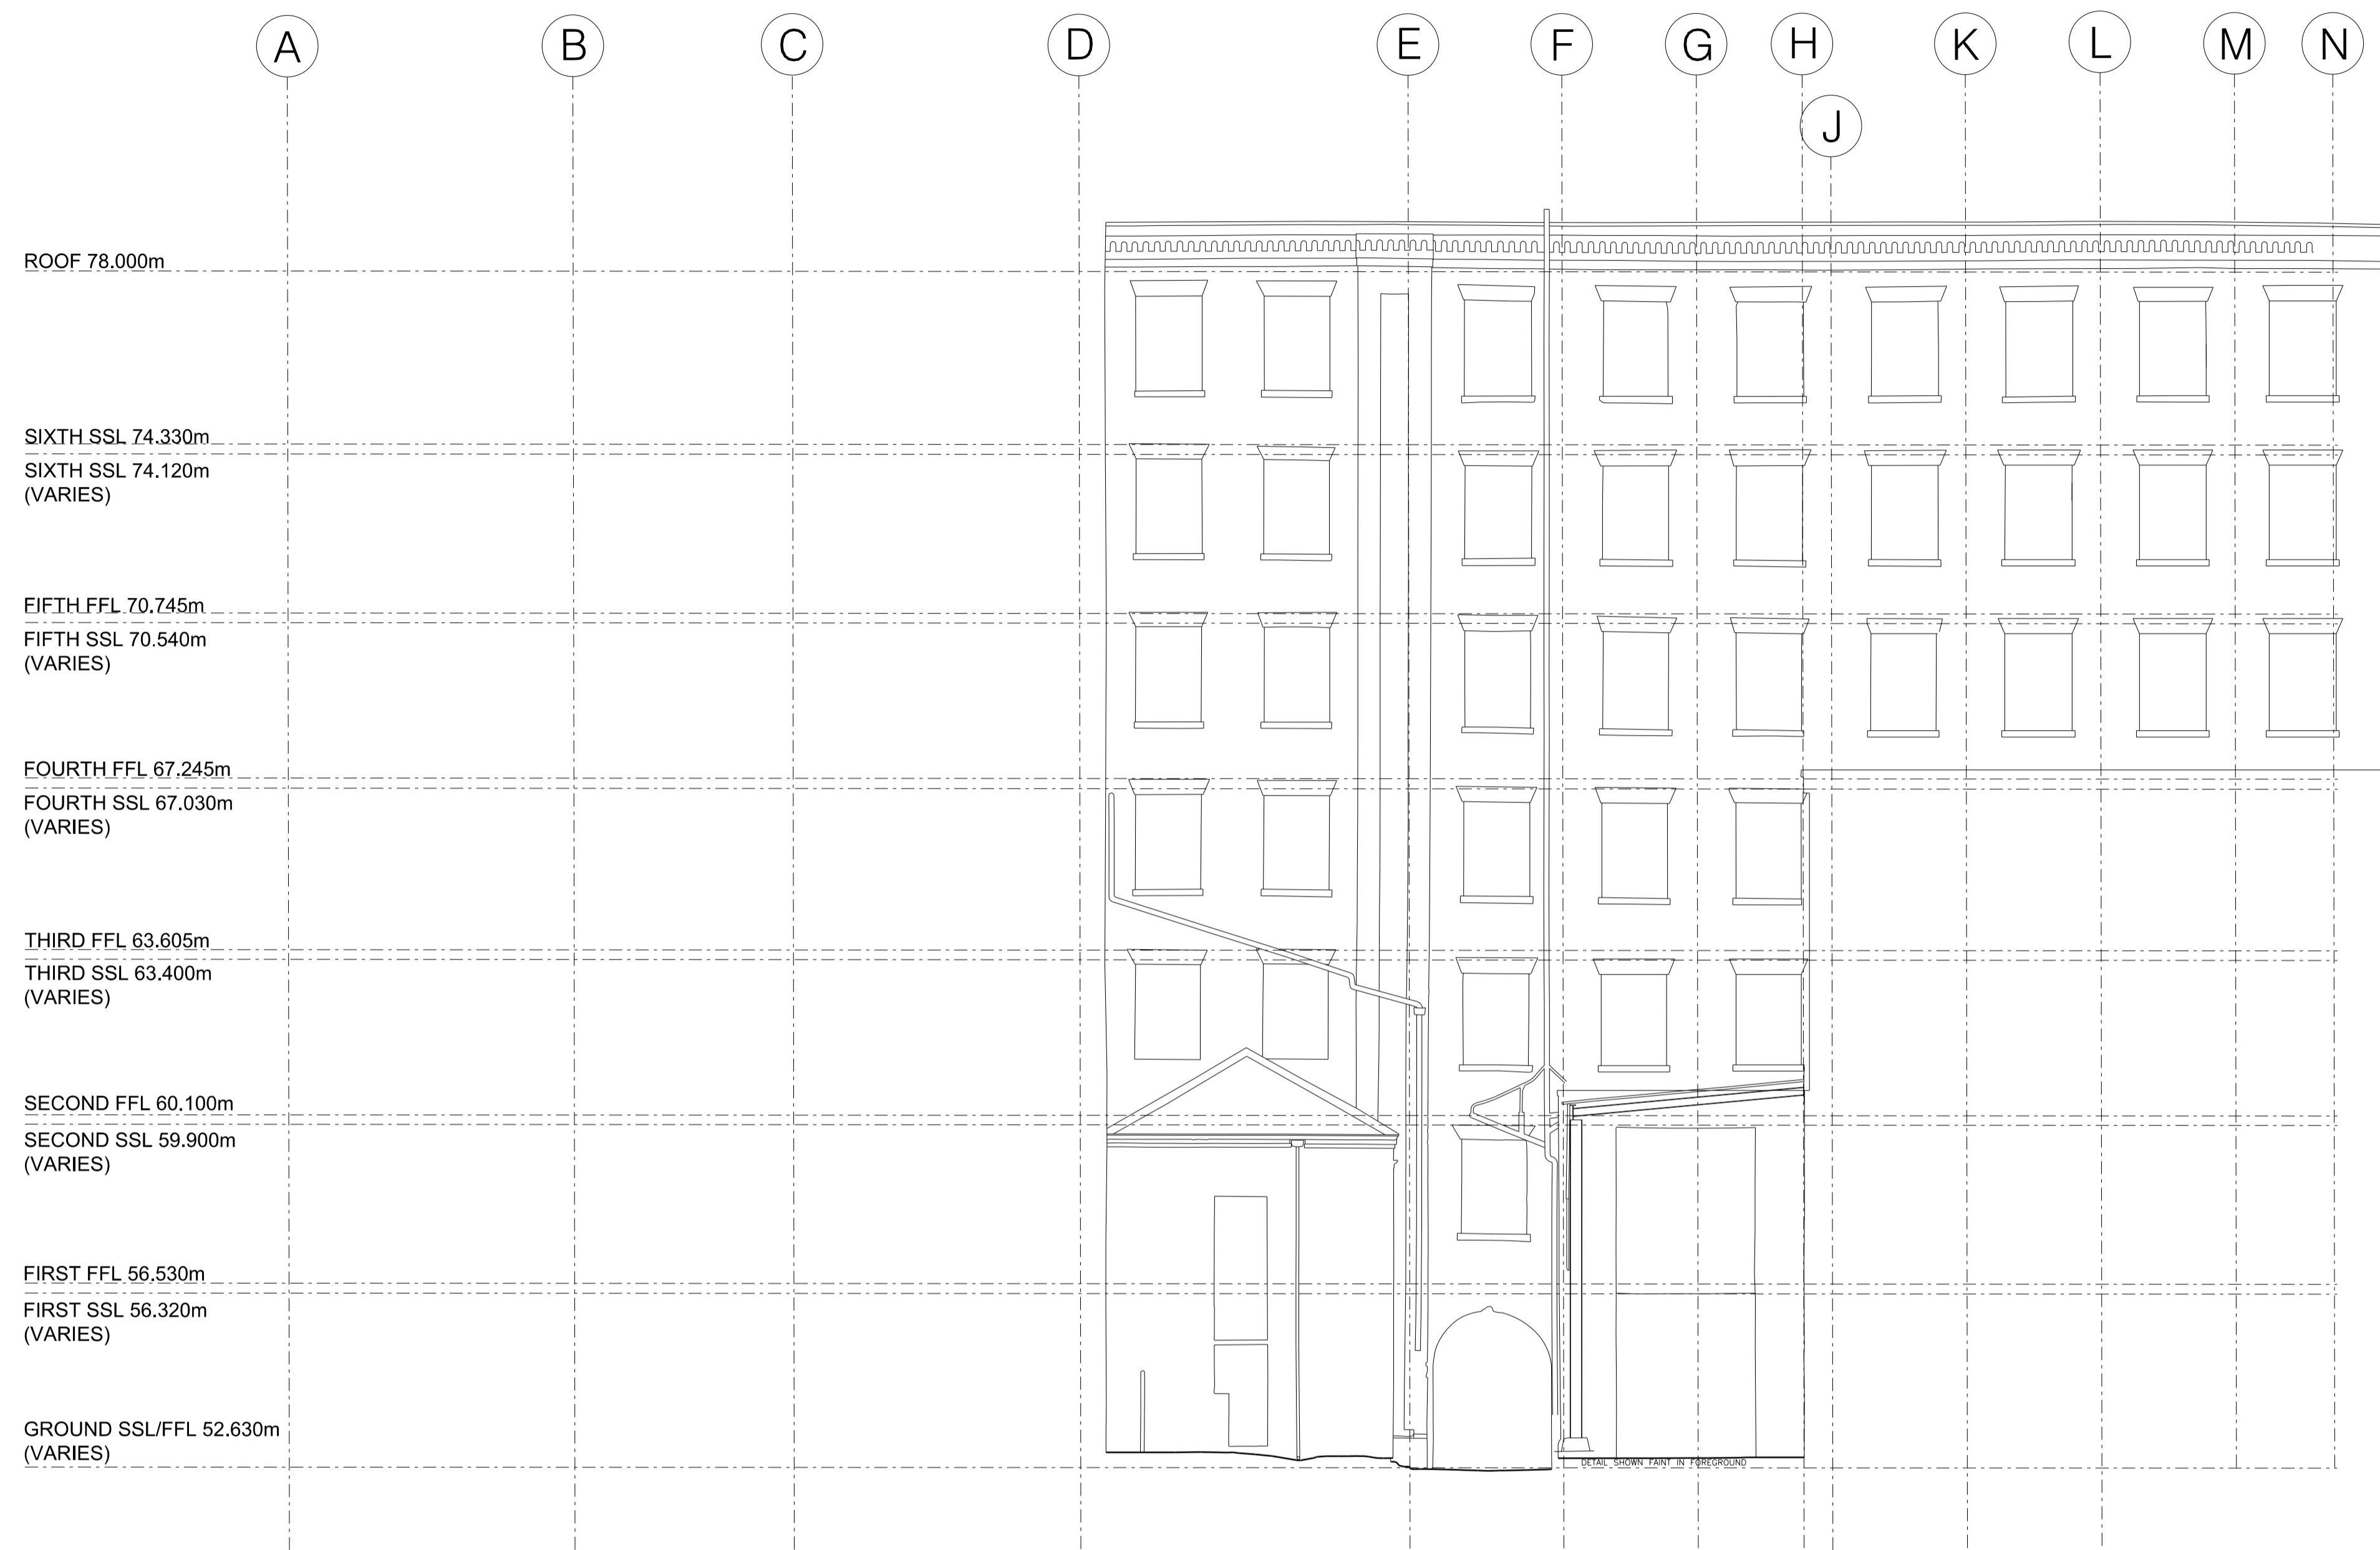 A
B
C
D
E
F
G
H
K
L
M
N
J
ROOF 78.000m
SIXTH SSL 74.330m
SIXTH SSL 74.120m
(VARIES)
FIFTH FFL 70.745m
FIFTH SSL 70.540m
(VARIES)
FOURTH FFL 67.245m
FOURTH SSL 67.030m
(VARIES)
THIRD FFL 63.605m
THIRD SSL 63.400m
(VARIES)
SECOND FFL 60.100m
SECOND SSL 59.900m
(VARIES)
FIRST FFL 56.530m
FIRST SSL 56.320m
(VARIES)
GROUND SSL/FFL 52.630m
(VARIES)
DETAIL SHOWN FAINT IN FOREGROUND